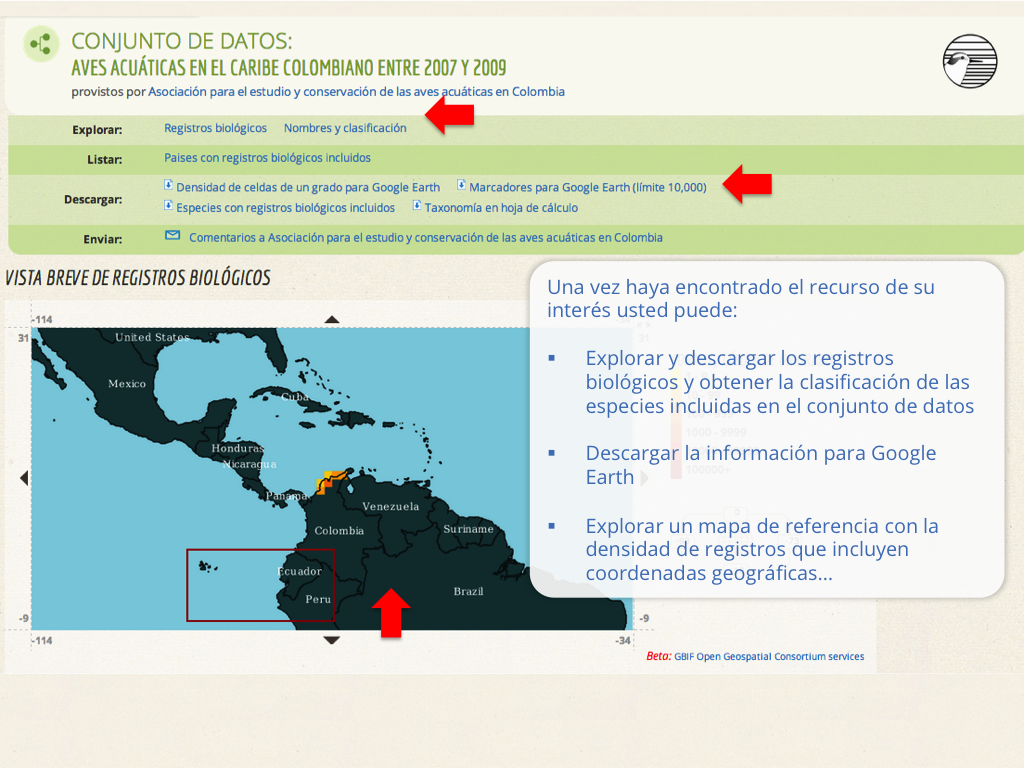 CONJUNTO DE DATOS:
AVES ACUÁTICAS EN EL CARIBE COLOMBIANO ENTRE 2007 Y 2009
provistos por Asociación para el estudio y conservación de las aves acuáticas en Colombia
Explorar: Registros biológicos Nombres y clasificación
Listar: Paises con registros biológicos incluidos
Descargar: Densidad de celdas de un grado para Google Earth Marcadores para Google Earth (límite 10,000)
Especies con registros biológicos incluidos Taxonomía en hoja de cálculo
Enviar: Comentarios a Asociación para el estudio y conservación de las aves acuáticas en Colombia
VISTA BREVE DE REGISTROS BIOLÓGICOS
Una vez haya encontrado el recurso de su
interés usted puede:
▪ Explorar y descargar los registros
biológicos y obtener la clasificación de las
especies incluidas en el conjunto de datos
▪ Descargar la información para Google
Earth
▪ Explorar un mapa de referencia con la
densidad de registros que incluyen
coordenadas geográficas...
-114
31
31
United States
Mexico
Cuba
Honduras
Nicaragua
Panama
Venezuela
Colombia
Suriname
Ecuador
Peru
Brazil
1000 - 9999
100000+
-9
-9
-114
-34
Beta: GBIF Open Geospatial Consortium services